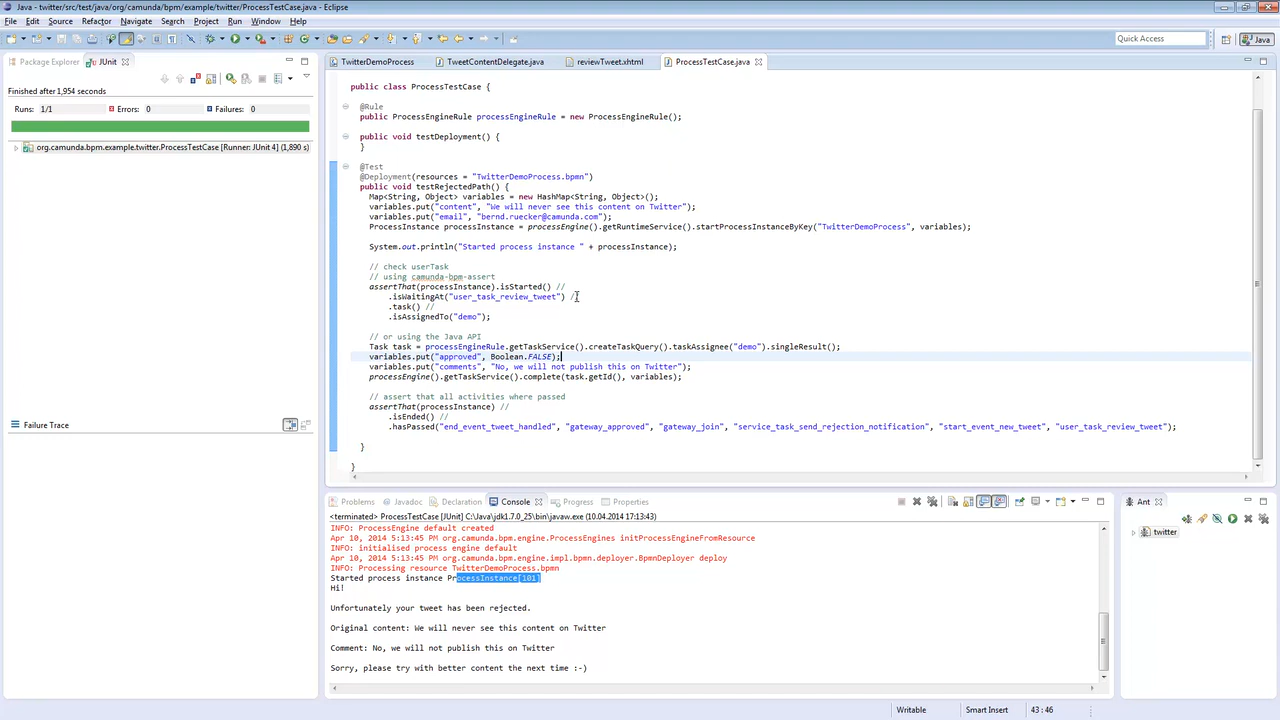 Java - twitter/src/test/java/org/camunda/bpm/example/twitter/ProcessTestCase.java - Eclipse
File Edit Source Refactor Navigate Search Project Run Window Help
Quick Access
Java
Package Explorer JUnit
Finished after 1,954 seconds
Runs: 1/1 Errors: 0 Failures: 0
org.camunda.bpm.example.twitter.ProcessTestCase [Runner: JUnit 4] (1,890 s)
Failure Trace
TwitterDemoProcess TweetContentDelegate.java reviewTweet.xhtml ProcessTestCase.java
public class ProcessTestCase {
@Rule
public ProcessEngineRule processEngineRule = new ProcessEngineRule();
public void testDeployment() {
}
@Test
@Deployment(resources = "TwitterDemoProcess.bpmn")
public void testRejectedPath() {
Map<String, Object> variables = new HashMap<String, Object>();
variables.put("content", "We will never see this content on Twitter");
variables.put("email", "bernd.ruecker@camunda.com");
ProcessInstance processInstance = processEngine().getRuntimeService().startProcessInstanceByKey("TwitterDemoProcess", variables);
System.out.println("Started process instance " + processInstance);
// check userTask
// using camunda-bpm-assert
assertThat(processInstance).isStarted() //
.isWaitingAt("user_task_review_tweet") //
.task() //
.isAssignedTo("demo");
// or using the Java API
Task task = processEngineRule.getTaskService().createTaskQuery().taskAssignee("demo").singleResult();
variables.put("approved", Boolean.FALSE);
variables.put("comments", "No, we will not publish this on Twitter");
processEngine().getTaskService().complete(task.getId(), variables);
// assert that all activities where passed
assertThat(processInstance) //
.isEnded() //
.hasPassed("end_event_tweet_handled", "gateway_approved", "gateway_join", "service_task_send_rejection_notification", "start_event_new_tweet", "user_task_review_tweet");
}
}
Problems Javadoc Declaration Console Progress Properties
<terminated> ProcessTestCase [JUnit] C:\Java\jdk1.7.0_25\bin\javaw.exe (10.04.2014 17:13:43)
INFO: ProcessEngine default created
Apr 10, 2014 5:13:45 PM org.camunda.bpm.engine.ProcessEngines initProcessEngineFromResource
INFO: initialised process engine default
Apr 10, 2014 5:13:45 PM org.camunda.bpm.engine.impl.bpmn.deployer.BpmnDeployer deploy
INFO: Processing resource TwitterDemoProcess.bpmn
Started process instance ProcessInstance[101]
Hi!
Unfortunately your tweet has been rejected.
Original content: We will never see this content on Twitter
Comment: No, we will not publish this on Twitter
Sorry, please try with better content the next time :-)
Ant
twitter
Writable Smart Insert 43 : 46